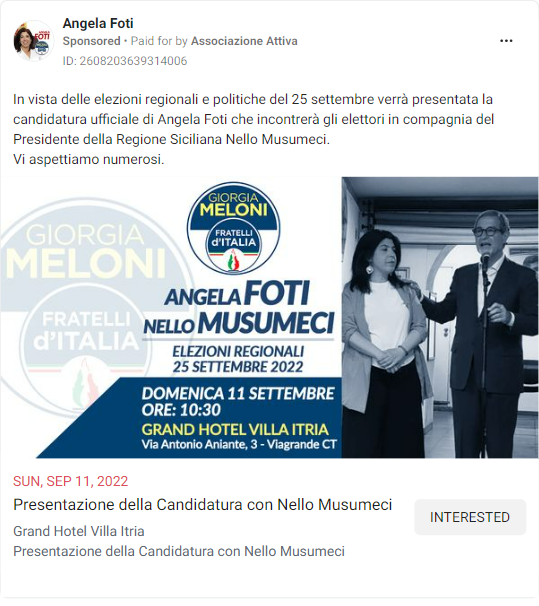 Angela Foti
Sponsored • Paid for by Associazione Attiva
ID: 2608203639314006
In vista delle elezioni regionali e politiche del 25 settembre verrà presentata la
candidatura ufficiale di Angela Foti che incontrerà gli elettori in compagnia del
Presidente della Regione Siciliana Nello Musumeci.
Vi aspettiamo numerosi.
GIORGIA
MELONI
FRATELLI
d'ITALIA
GIORGIA
MELONI
FRATELLI
d'ITALIA
ANGELA FOTI
NELLO MUSUMECI
ELEZIONI REGIONALI
25 SETTEMBRE 2022
DOMENICA 11 SETTEMBRE
ORE: 10:30
GRAND HOTEL VILLA ITRIA
Via Antonio Aniante, 3 - Viagrande CT
SUN, SEP 11, 2022
Presentazione della Candidatura con Nello Musumeci
INTERESTED
Grand Hotel Villa Itria
Presentazione della Candidatura con Nello Musumeci